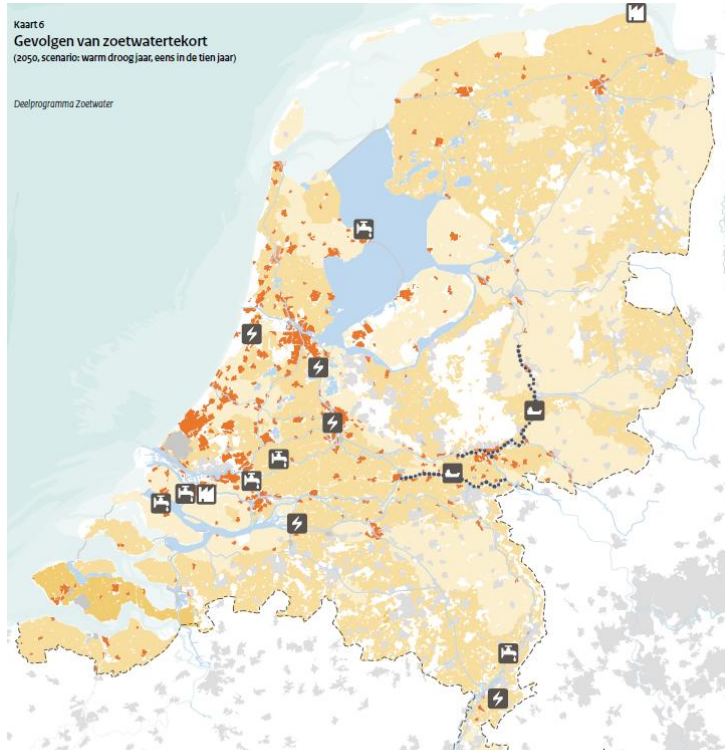 Kaart 6
Gevolgen van zoetwatertekort
(2050, scenario: warm droog jaar, eens in de tien jaar)
Deelprogramma Zoetwater